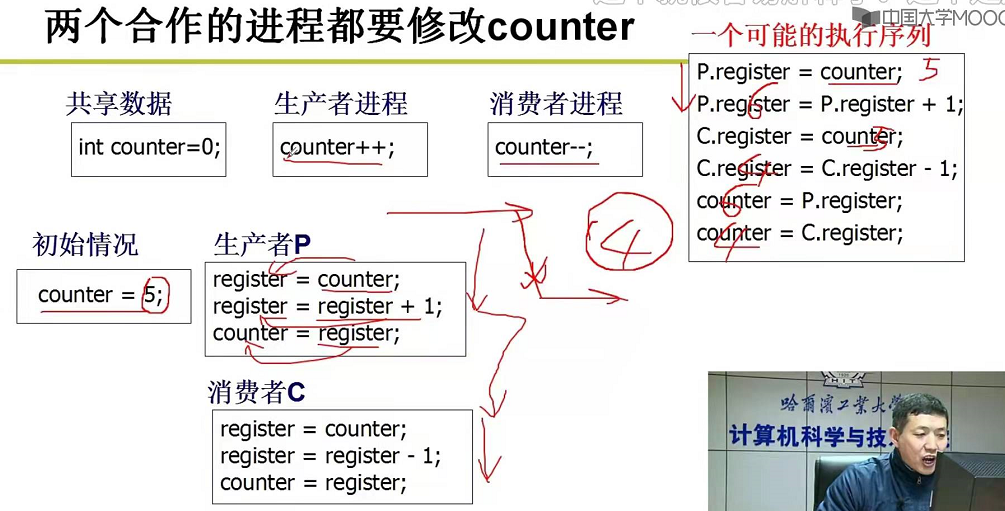 两个合作的进程都要修改counter
中国大学MOOC
一个可能的执行序列
P.register = counter; 5
P.register = P.register + 1;
6
C.register = counter;
5
C.register = C.register - 1;
4
counter = P.register;
6
counter = C.register;
4
共享数据
int counter=0;
生产者进程
counter++;
消费者进程
counter--;
4
初始情况
counter = 5;
生产者P
register = counter;
register = register + 1;
counter = register;
消费者C
register = counter;
register = register - 1;
counter = register;
哈尔滨工业大学
计算机科学与技